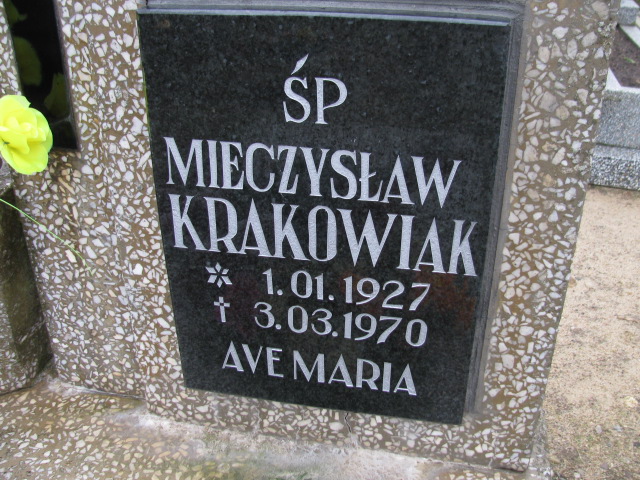 ŚP
MIECZYSŁAW
KRAKOWIAK
* 1.01.1927
† 3.03.1970
AVE MARIA